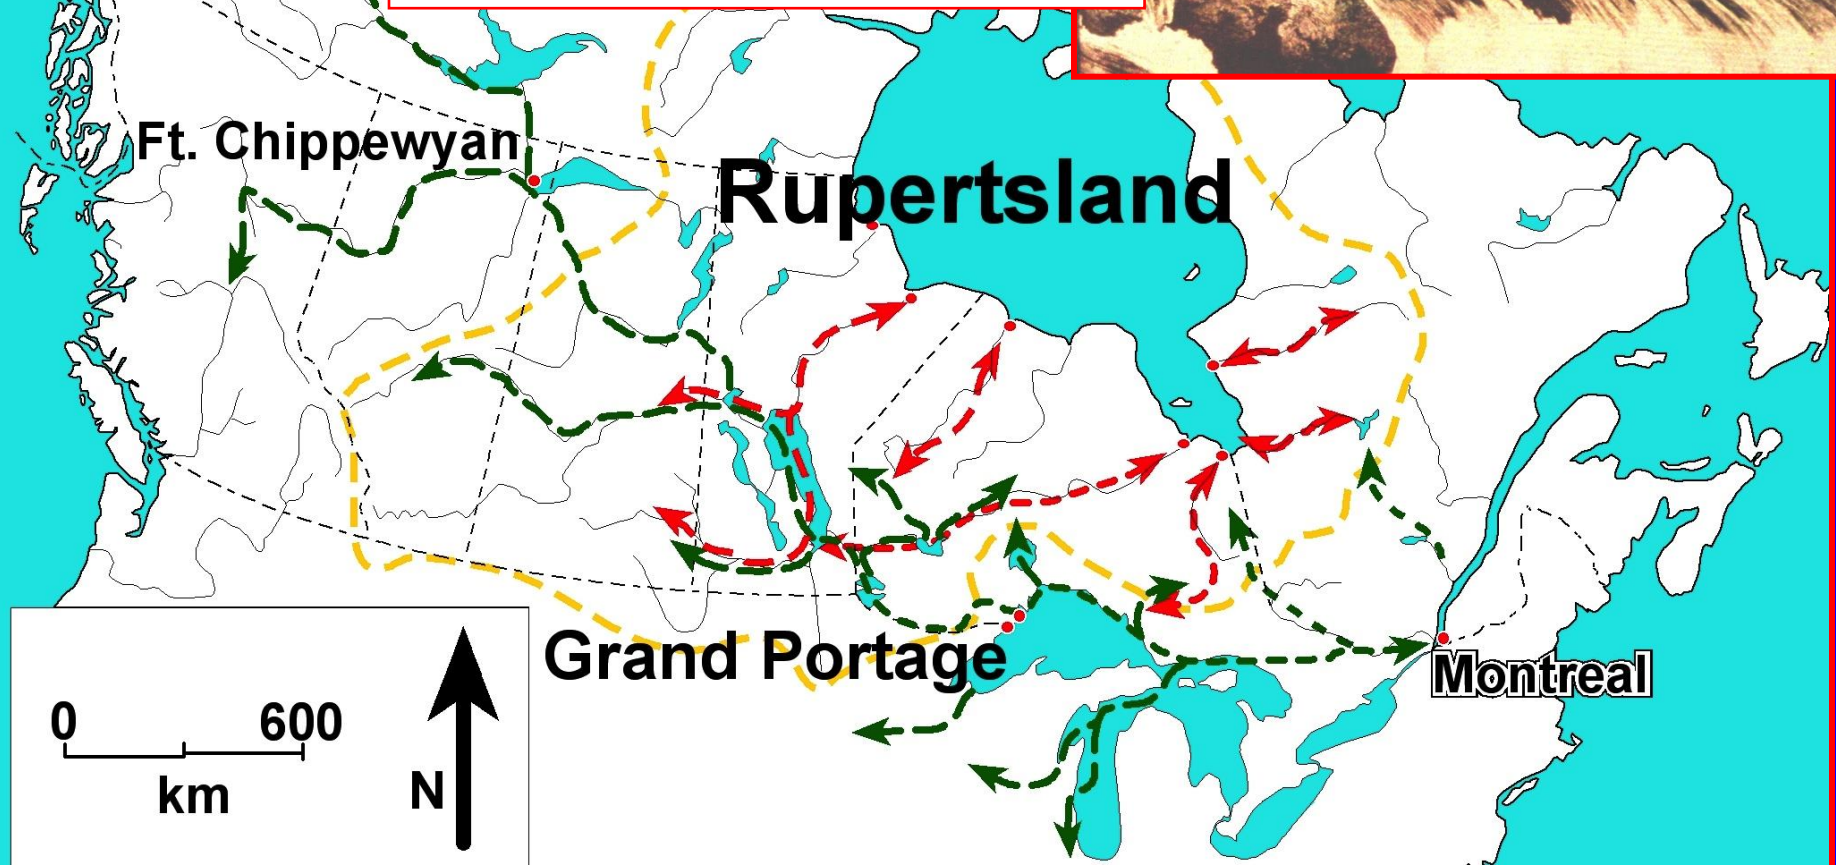 Ft. Chippewyan
Rupertsland
Grand Portage
Montreal
0 600
km
N